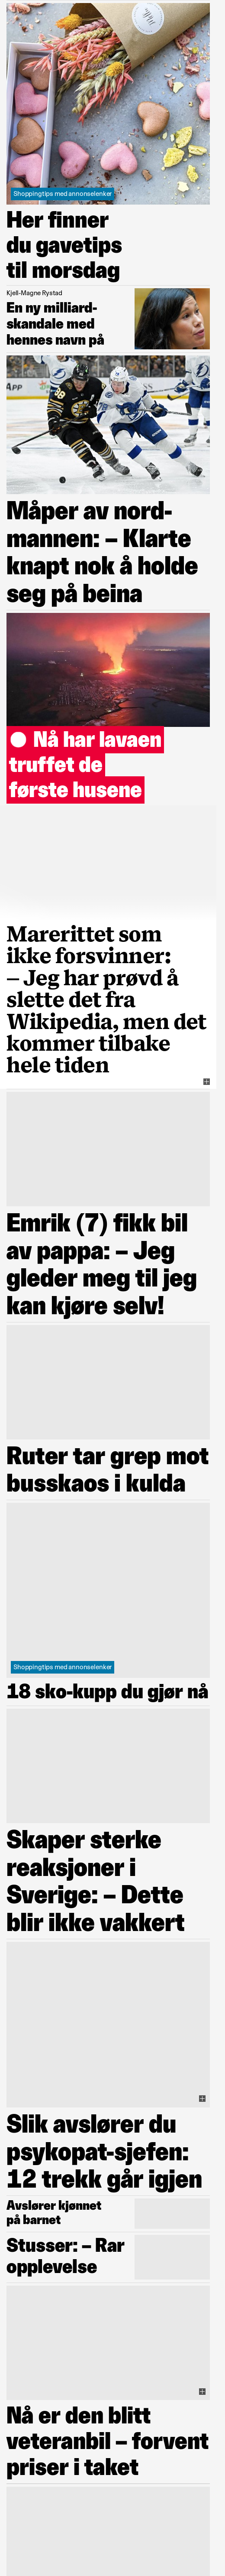 Shoppingtips med annonselenker
Her finner
du gavetips
til morsdag
Kjell-Magne Rystad
En ny milliard-
skandale med
hennes navn på
Måper av nord-
mannen: – Klarte
knapt nok å holde
seg på beina
Nå har lavaen
truffet de
første husene
Marerittet som
ikke forsvinner:
– Jeg har prøvd å
slette det fra
Wikipedia, men det
kommer tilbake
hele tiden
Emrik (7) fikk bil
av pappa: – Jeg
gleder meg til jeg
kan kjøre selv!
Ruter tar grep mot
busskaos i kulda
Shoppingtips med annonselenker
18 sko-kupp du gjør nå
Skaper sterke
reaksjoner i
Sverige: – Dette
blir ikke vakkert
Slik avslører du
psykopat-sjefen:
12 trekk går igjen
Avslører kjønnet
på barnet
Stusser: – Rar
opplevelse
Nå er den blitt
veteranbil – forvent
priser i taket